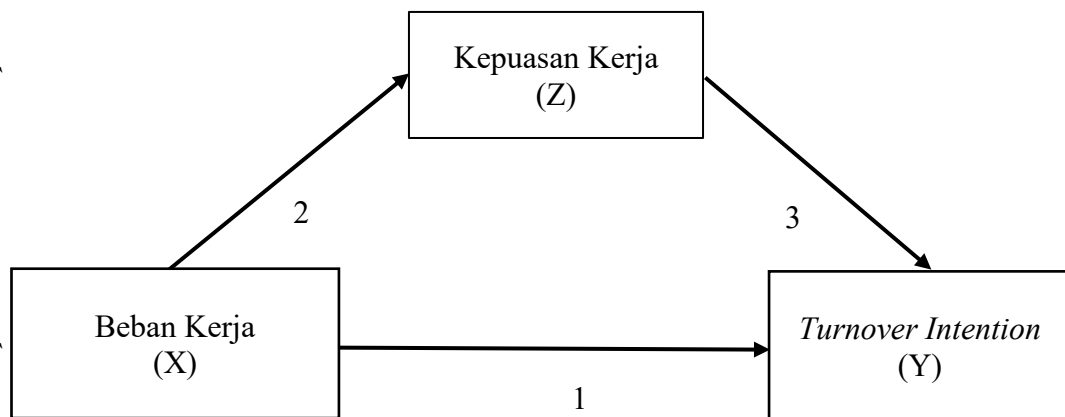 Kepuasan Kerja
(Z)
2
3
Beban Kerja
(X)
Turnover Intention
(Y)
1